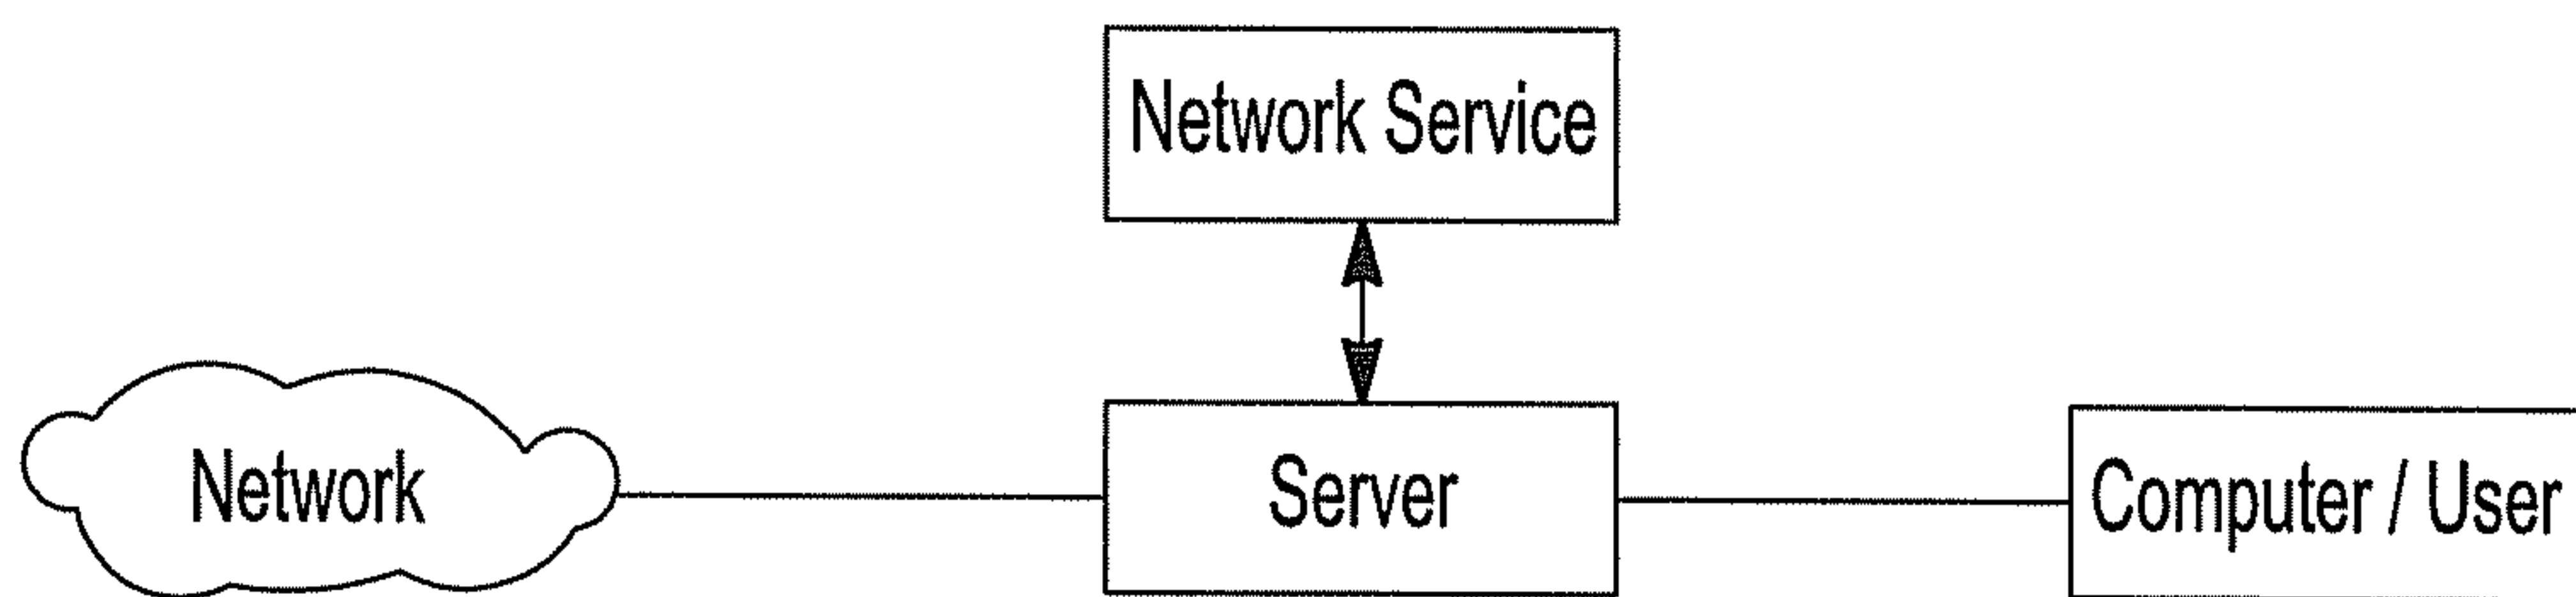 Network Service
Network
Server
Computer / User